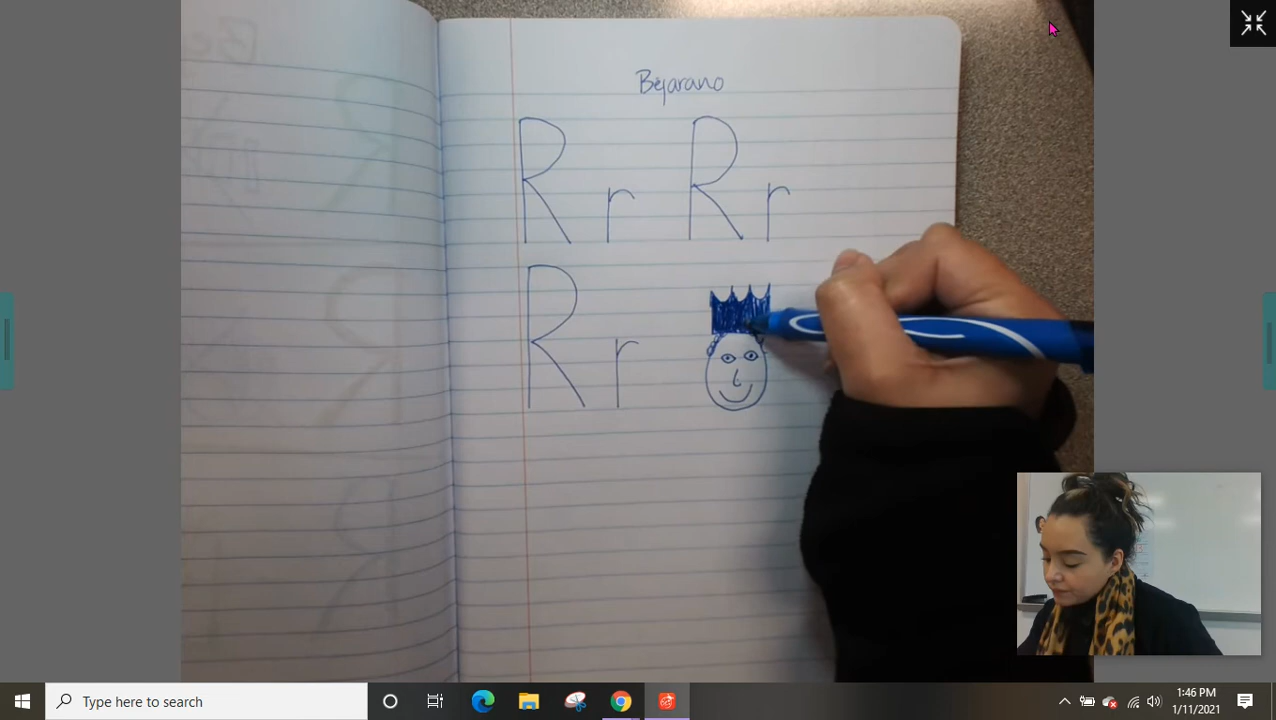 Bejarano
R r R r
R r
Type here to search
1:46 PM
1/11/2021